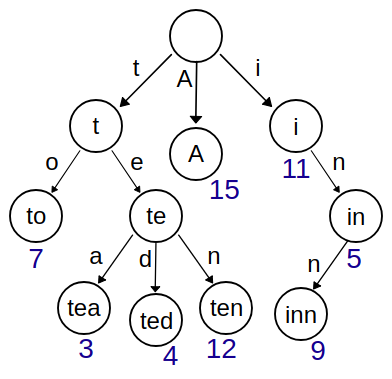 t A i
t A i
15 11
o e n
to te in
7 5
a d n n
tea ted ten inn
3 4 12 9